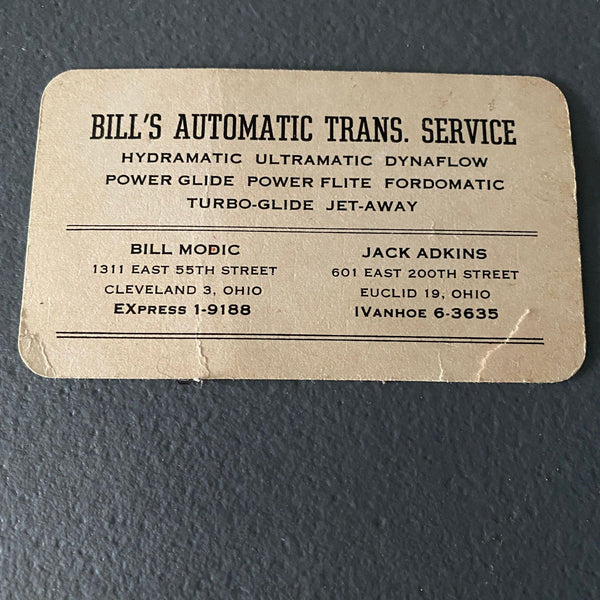 BILL'S AUTOMATIC TRANS. SERVICE
HYDRAMATIC ULTRAMATIC DYNAFLOW
POWER GLIDE POWER FLITE FORDOMATIC
TURBO-GLIDE JET-AWAY
BILL MODIC
1311 EAST 55TH STREET
CLEVELAND 3, OHIO
EXPRESS 1-9188
JACK ADKINS
601 EAST 200TH STREET
EUCLID 19, OHIO
IVANHOE 6-3635